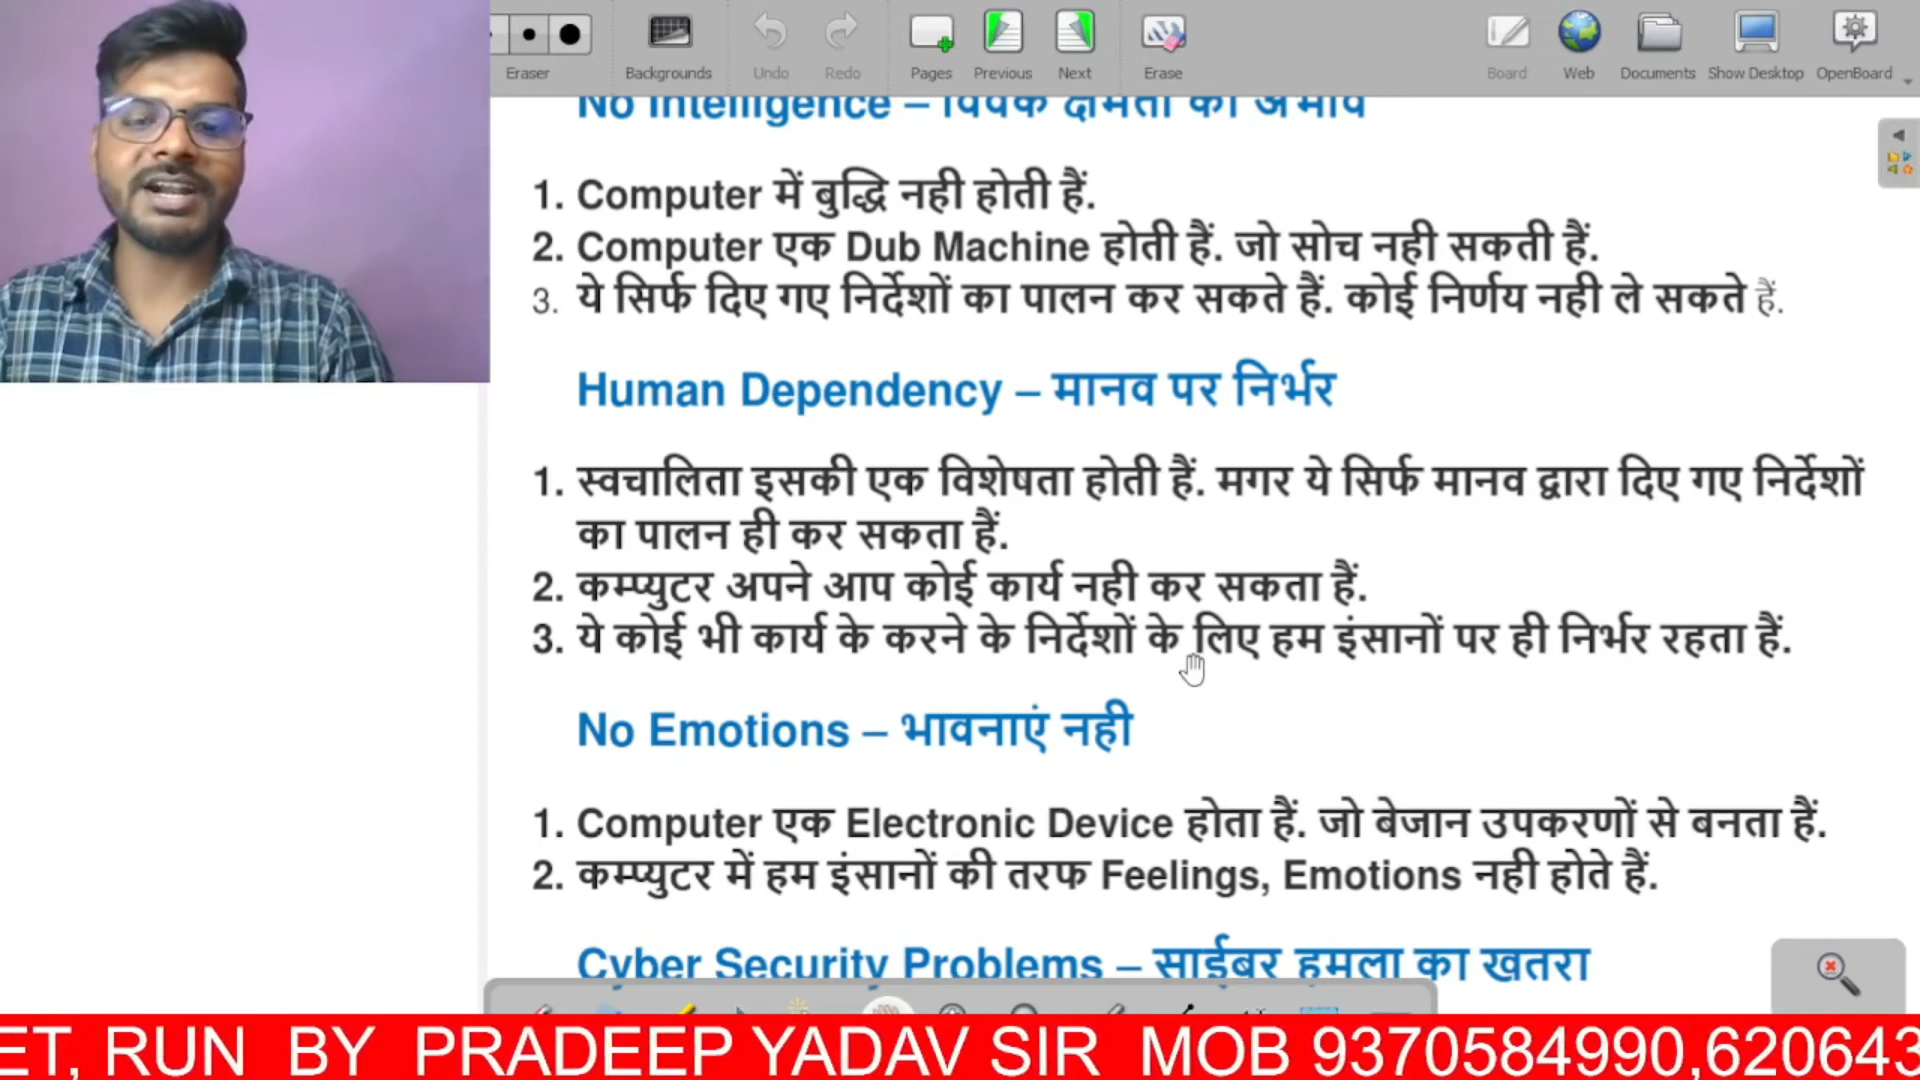 Eraser
Backgrounds
Undo
Redo
Pages
Previous
Next
Erase
Board
Web
Documents
Show Desktop
OpenBoard
No Intelligence – विवेक क्षमता का अभाव
1. Computer में बुद्धि नही होती हैं.
2. Computer एक Dub Machine होती हैं. जो सोच नही सकती हैं.
3. ये सिर्फ दिए गए निर्देशों का पालन कर सकते हैं. कोई निर्णय नही ले सकते हैं.
Human Dependency – मानव पर निर्भर
1. स्वचालिता इसकी एक विशेषता होती हैं. मगर ये सिर्फ मानव द्वारा दिए गए निर्देशों
का पालन ही कर सकता हैं.
2. कम्प्युटर अपने आप कोई कार्य नही कर सकता हैं.
3. ये कोई भी कार्य के करने के निर्देशों के लिए हम इंसानों पर ही निर्भर रहता हैं.
No Emotions – भावनाएं नही
1. Computer एक Electronic Device होता हैं. जो बेजान उपकरणों से बनता हैं.
2. कम्प्युटर में हम इंसानों की तरफ Feelings, Emotions नही होते हैं.
Cyber Security Problems – साईबर हमला का खतरा
ET, RUN BY PRADEEP YADAV SIR MOB 9370584990,620643